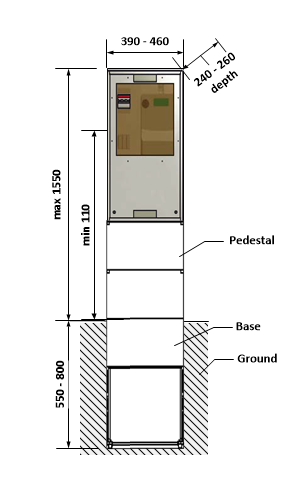 390 - 460
240 - 260
depth
max 1550
min 110
Pedestal
Base
Ground
550 - 800